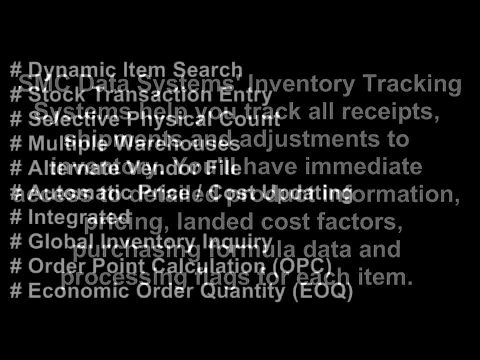 # Dynamic Item Search
# Stock Transaction Entry
# Selective Physical Count
# Multiple Warehouses
# Alternate Vendor File
# Automatic Price / Cost Updating
# Integrated
# Global Inventory Inquiry
# Order Point Calculation (OPC)
# Economic Order Quantity (EOQ)
SMC Data Systems' Inventory Tracking
Systems help you track all receipts,
shipments and adjustments to
inventory. You'll have immediate
access to detailed product information,
pricing, landed cost factors,
purchasing formula data and
processing flags for each item.